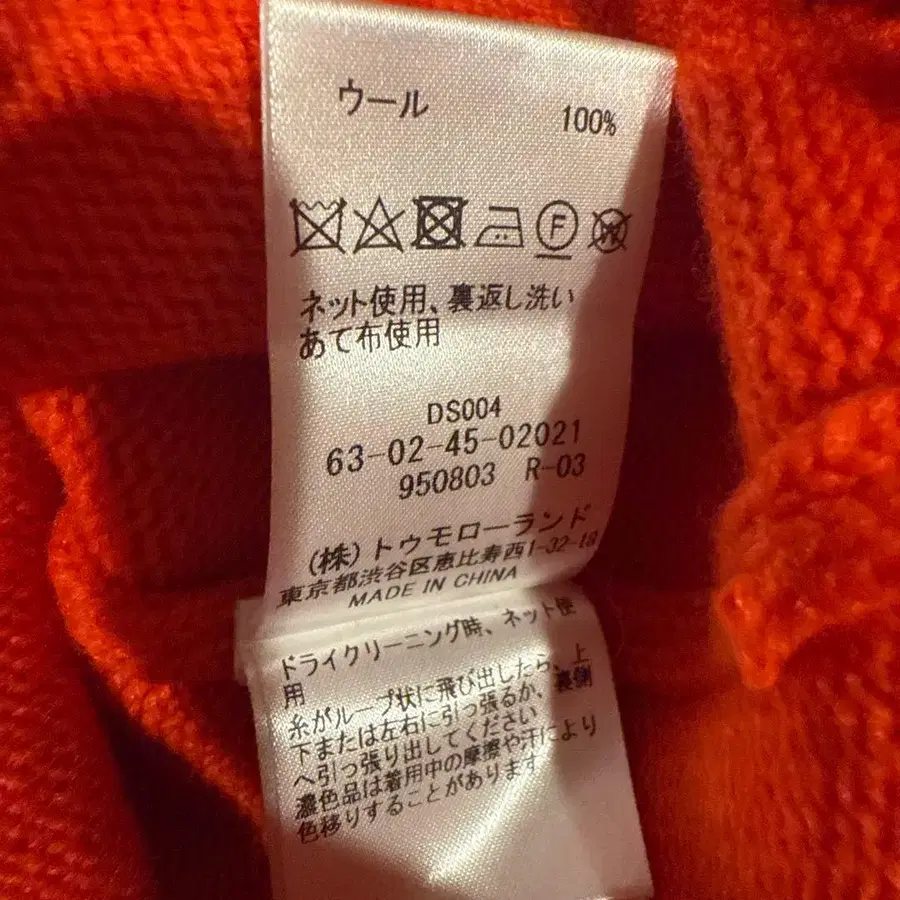 ウール 100%
F W
ネット使用、裏返し洗い
あて布使用
DS004
63-02-45-02021
950803 R-03
(株)トゥモローランド
東京都渋谷区恵比寿西1-32-18
MADE IN CHINA
ドライクリーニング時、ネット使
用
糸がループ状に飛び出したら、上
下または左右に引っ張るか、裏側
へ引っ張り出してください
濃色品は着用中の摩擦や汗により
色移りすることがあります